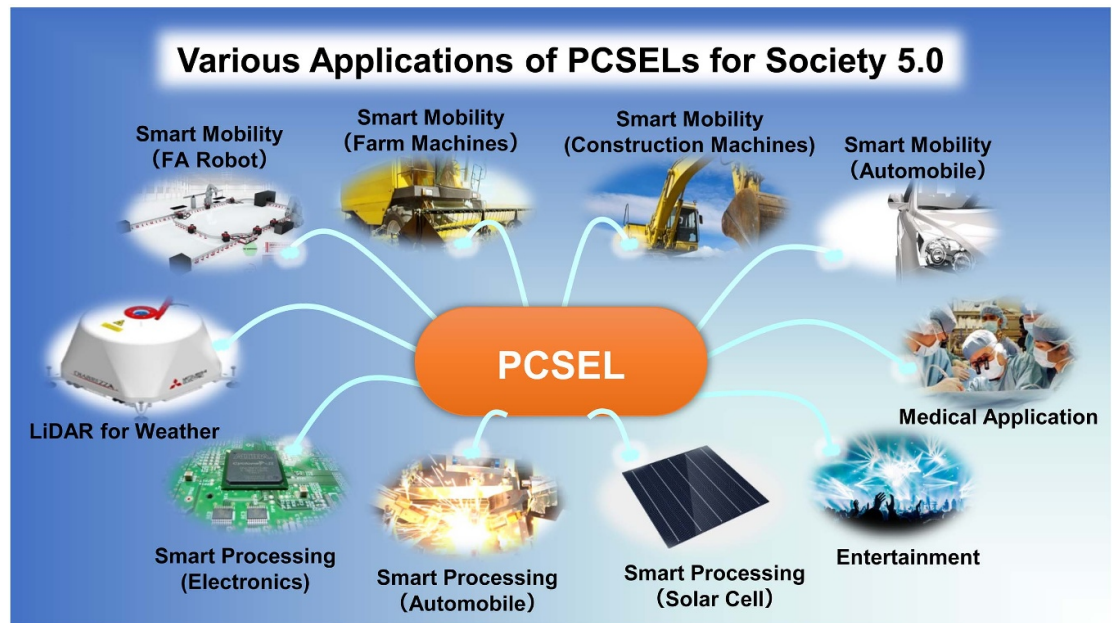 Various Applications of PCSELs for Society 5.0
Smart Mobility
（FA Robot）
Smart Mobility
（Farm Machines）
Smart Mobility
(Construction Machines)
Smart Mobility
（Automobile）
PCSEL
LiDAR for Weather
Medical Application
Smart Processing
(Electronics)
Smart Processing
（Automobile）
Smart Processing
（Solar Cell）
Entertainment